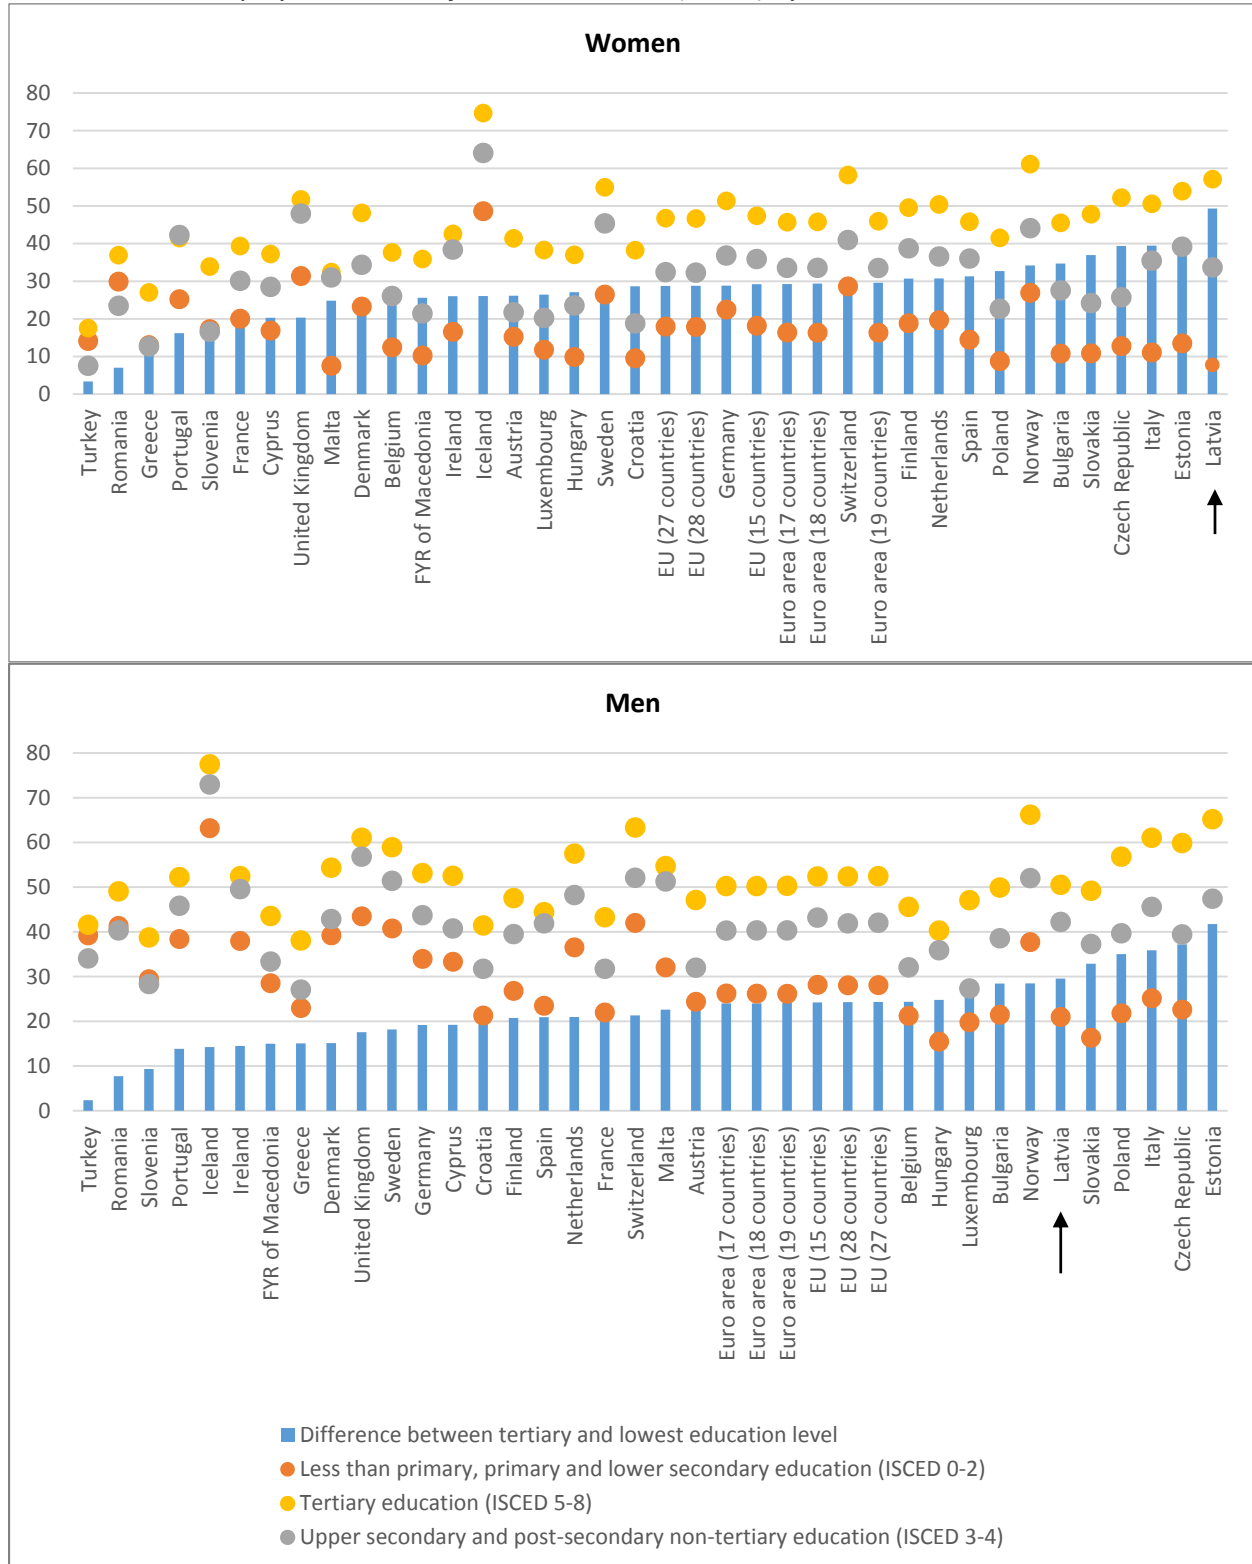 Women
80
70
60
50
40
30
20
10
0
Turkey
Romania
Greece
Portugal
Slovenia
France
Cyprus
United Kingdom
Malta
Denmark
Belgium
FYR of Macedonia
Ireland
Iceland
Austria
Luxembourg
Hungary
Sweden
Croatia
EU (27 countries)
EU (28 countries)
Germany
EU (15 countries)
Euro area (17 countries)
Euro area (18 countries)
Switzerland
Euro area (19 countries)
Finland
Netherlands
Spain
Poland
Norway
Bulgaria
Slovakia
Czech Republic
Italy
Estonia
Latvia
Men
80
70
60
50
40
30
20
10
0
Turkey
Romania
Slovenia
Portugal
Iceland
Ireland
FYR of Macedonia
Greece
Denmark
United Kingdom
Sweden
Germany
Cyprus
Croatia
Finland
Spain
Netherlands
France
Switzerland
Malta
Austria
Euro area (17 countries)
Euro area (18 countries)
Euro area (19 countries)
EU (15 countries)
EU (28 countries)
EU (27 countries)
Belgium
Hungary
Luxembourg
Bulgaria
Norway
Latvia
Slovakia
Poland
Italy
Czech Republic
Estonia
Difference between tertiary and lowest education level
Less than primary, primary and lower secondary education (ISCED 0-2)
Tertiary education (ISCED 5-8)
Upper secondary and post-secondary non-tertiary education (ISCED 3-4)